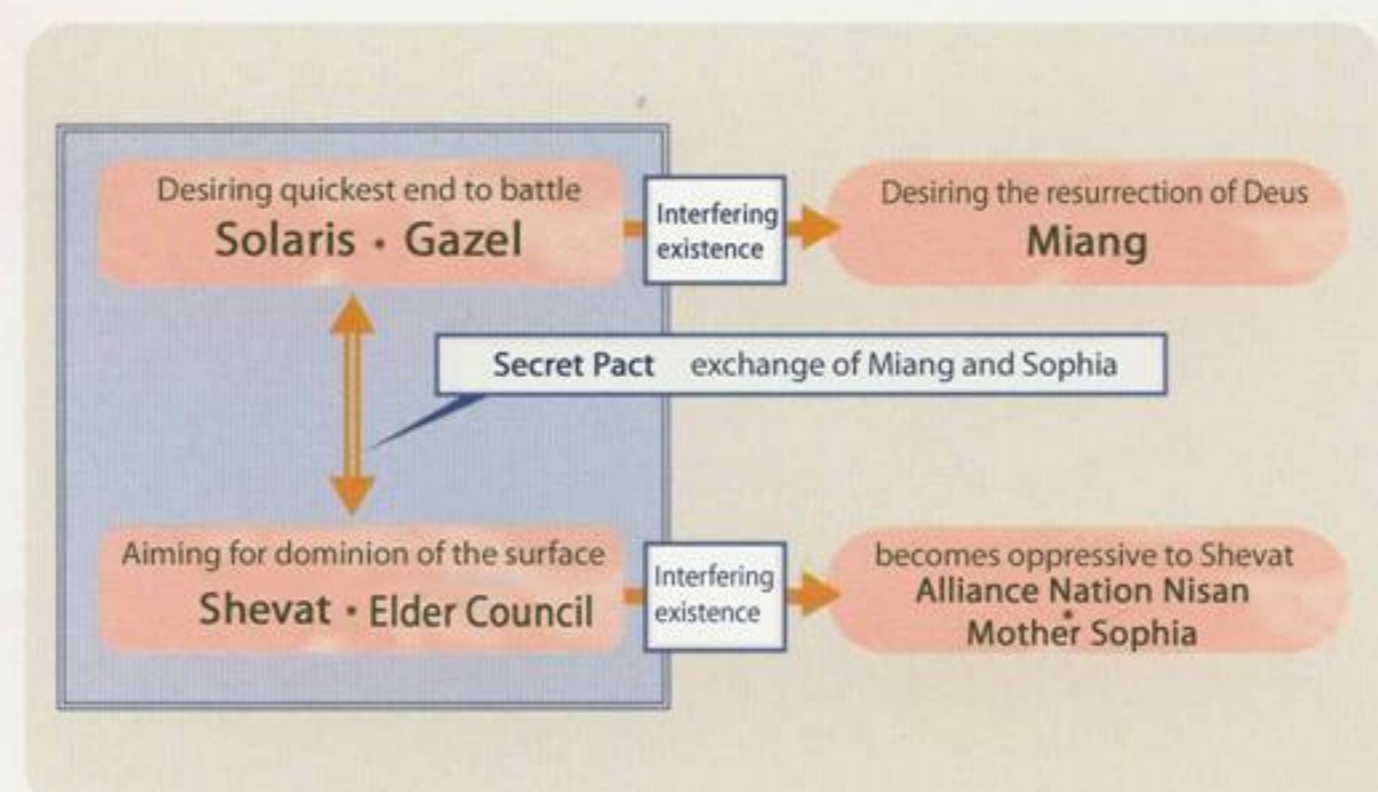 Desiring quickest end to battle
Solaris・Gazel
Interfering
existence
Desiring the resurrection of Deus
Miang
Secret Pact exchange of Miang and Sophia
Aiming for dominion of the surface
Shevat・Elder Council
Interfering
existence
becomes oppressive to Shevat
Alliance Nation Nisan
・
Mother Sophia